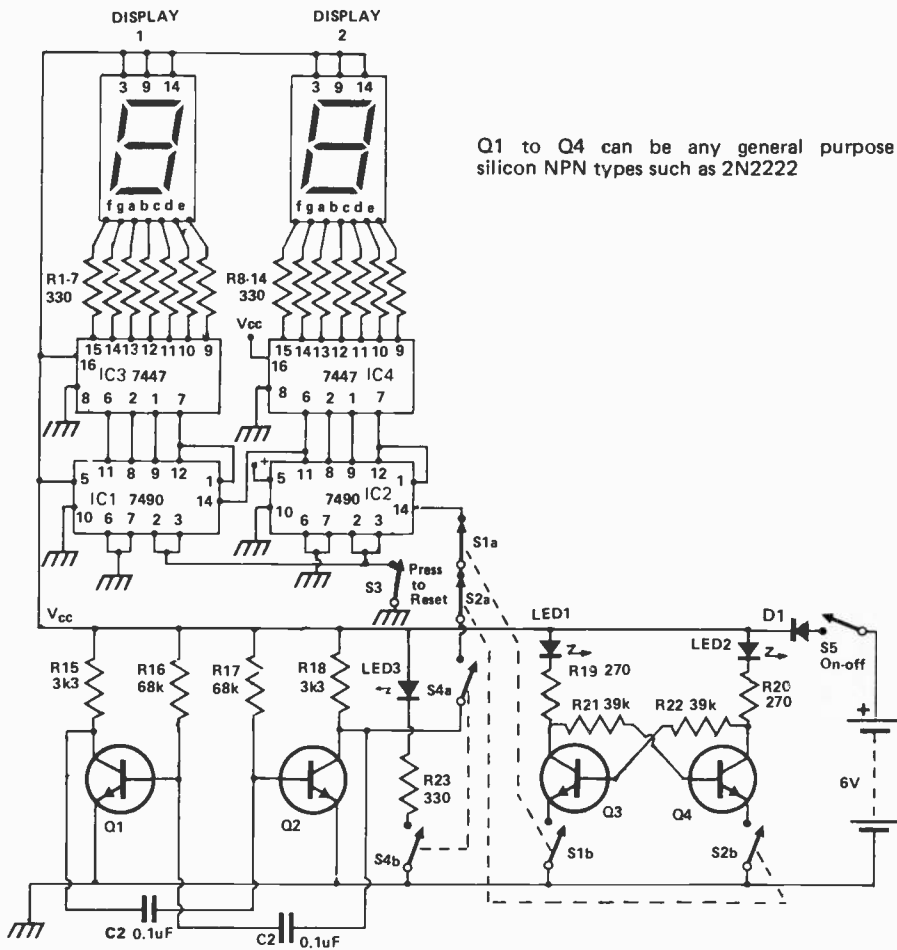 DISPLAY
1
DISPLAY
2
3 9 14
3 9 14
Q1 to Q4 can be any general purpose
silicon NPN types such as 2N2222
f g a b c d e
f g a b c d e
R1-7
330
R8-14
330
Vcc
15 14 13 12 11 10 9
16
IC3 7447
8 6 2 1 7
15 14 13 12 11 10 9
16
7447 IC4
8 6 2 1 7
11 8 9 12
5
1
IC1 7490
14
10
6 7 2 3
+
11 8 9 12
5
1
7490 IC2
14
10
6 7 2 3
S1a
S3
Press
to
Reset
S2a
Vcc
LED1
D1
LED2
S5
On-off
R15
3k3
R16
68k
R17
68k
R18
3k3
LED3
S4a
R19 270
R20
270
R21 39k
R22 39k
+
R23
330
6V
Q1
Q2
Q3
Q4
S4b
S1b
S2b
C2 0.1uF
C2 0.1uF